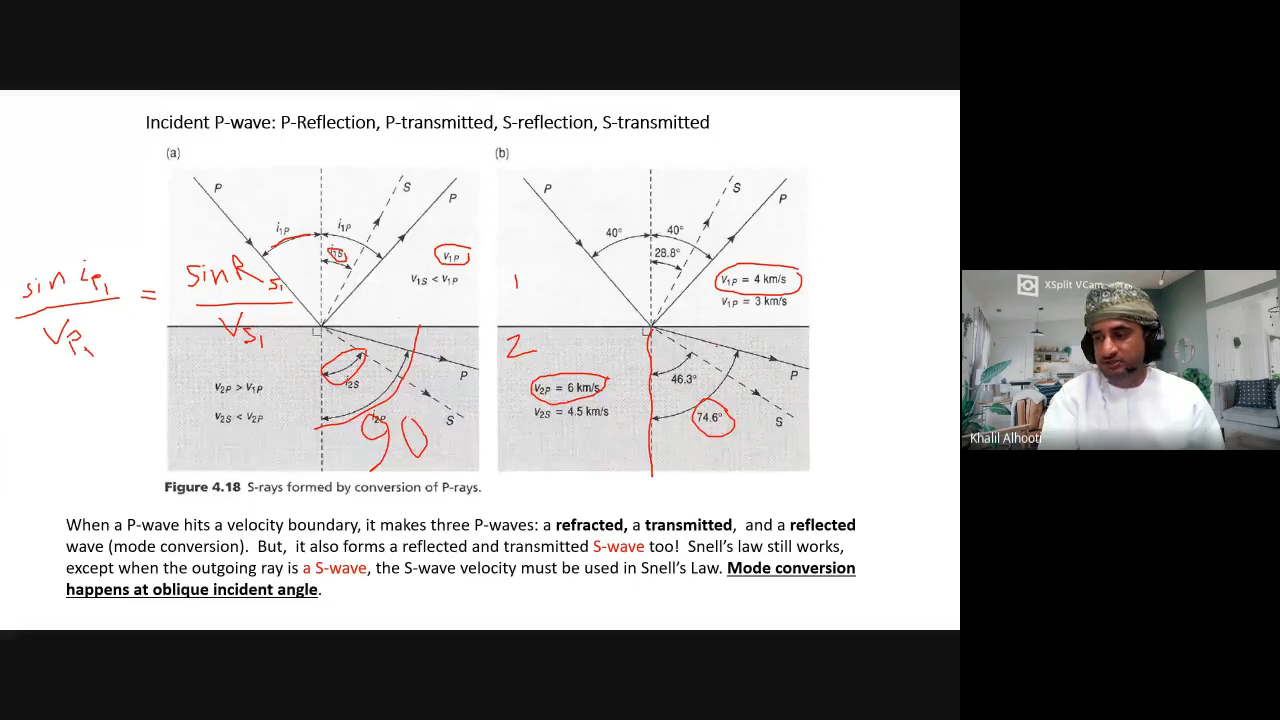 Incident P-wave: P-Reflection, P-transmitted, S-reflection, S-transmitted
(a)
P
S
P
i1P
i1P
i1S
V1P
V1S < V1P
V2P > V1P
V2S < V2P
i2S
i2P
P
S
(b)
P
S
P
40°
40°
28.8°
V1P = 4 km/s
V1P = 3 km/s
V2P = 6 km/s
V2S = 4.5 km/s
46.3°
74.6°
P
S
sin iP1
VP1
=
sin RS1
VS1
90
1
2
Figure 4.18 S-rays formed by conversion of P-rays.
When a P-wave hits a velocity boundary, it makes three P-waves: a refracted, a transmitted, and a reflected
wave (mode conversion). But, it also forms a reflected and transmitted S-wave too! Snell's law still works,
except when the outgoing ray is a S-wave, the S-wave velocity must be used in Snell's Law. Mode conversion
happens at oblique incident angle.
XSplit VCam
Khalil Alhooti